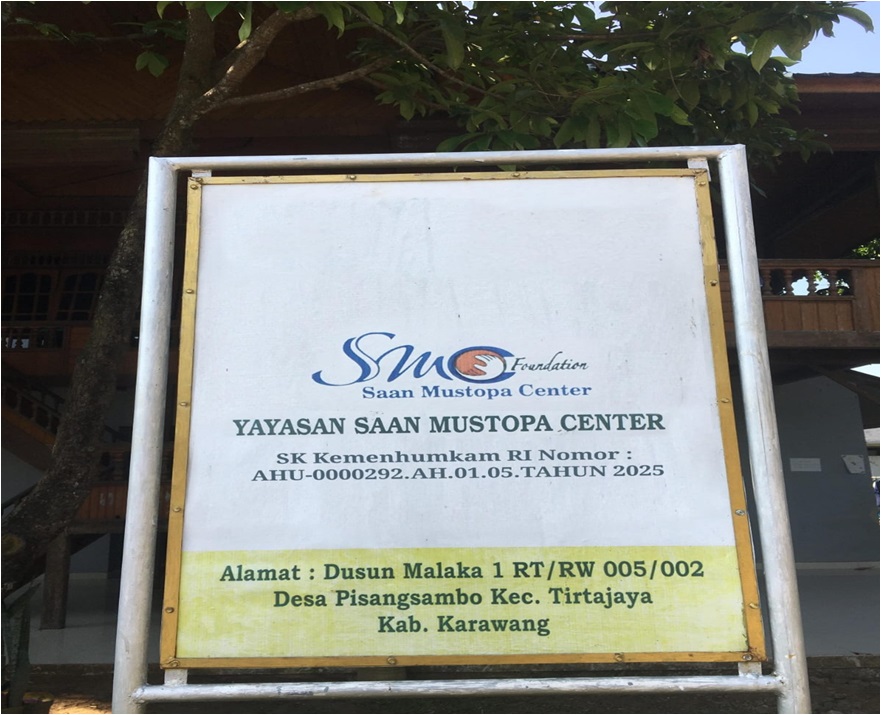 SMC Foundation
Saan Mustopa Center
YAYASAN SAAN MUSTOPA CENTER
SK Kemenhumkam RI Nomor :
AHU-0000292.AH.01.05.TAHUN 2025
Alamat : Dusun Malaka 1 RT/RW 005/002
Desa Pisangsambo Kec. Tirtajaya
Kab. Karawang